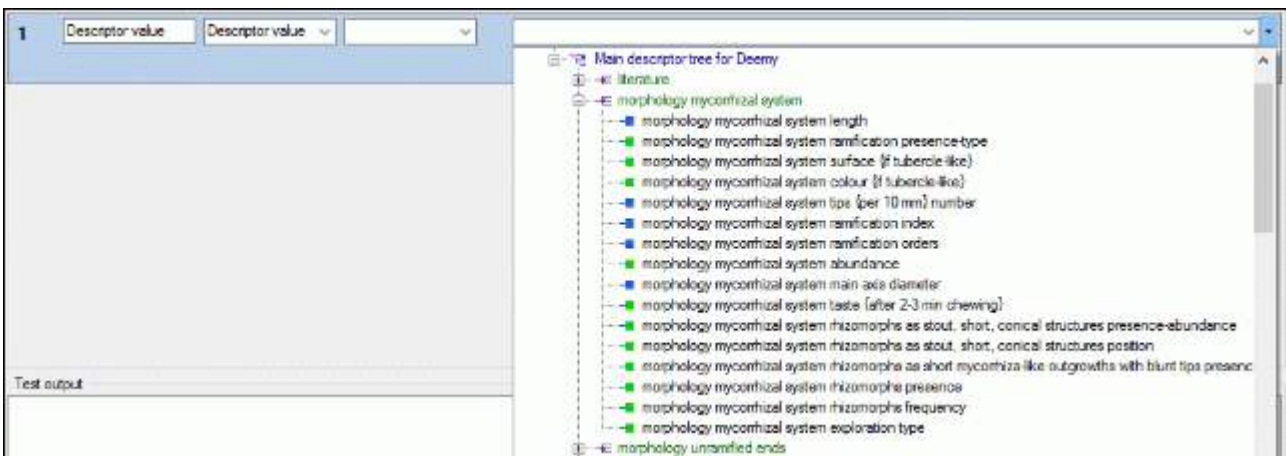 1 Descriptor value Descriptor value
Main descriptor tree for Deemy
literature
morphology mycorrhizal system
morphology mycorrhizal system length
morphology mycorrhizal system ramification presence-type
morphology mycorrhizal system surface {if tubercle-like}
morphology mycorrhizal system colour {if tubercle-like}
morphology mycorrhizal system tips {per 10 mm} number
morphology mycorrhizal system ramification index
morphology mycorrhizal system ramification orders
morphology mycorrhizal system abundance
morphology mycorrhizal system main axis diameter
morphology mycorrhizal system taste {after 2-3 min chewing}
morphology mycorrhizal system rhizomorphs as stout, short, conical structures presence-abundance
morphology mycorrhizal system rhizomorphs as stout, short, conical structures position
morphology mycorrhizal system rhizomorphs as short mycorrhiza-like outgrowths with blunt tips presenc
morphology mycorrhizal system rhizomorphs presence
morphology mycorrhizal system rhizomorphs frequency
morphology mycorrhizal system exploration type
morphology unramified ends
Test output